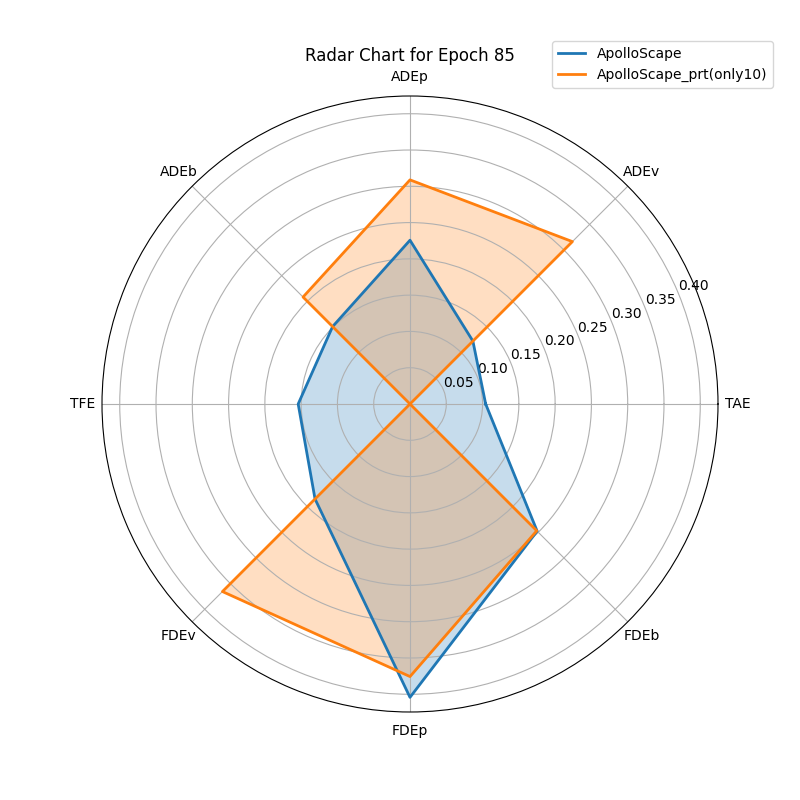 Radar Chart for Epoch 85
ApolloScape
ApolloScape_prt(only10)
ADEp
ADEb
ADEv
0.40
0.35
0.30
0.25
0.20
0.15
0.10
0.05
TFE
TAE
FDEv
FDEb
FDEp